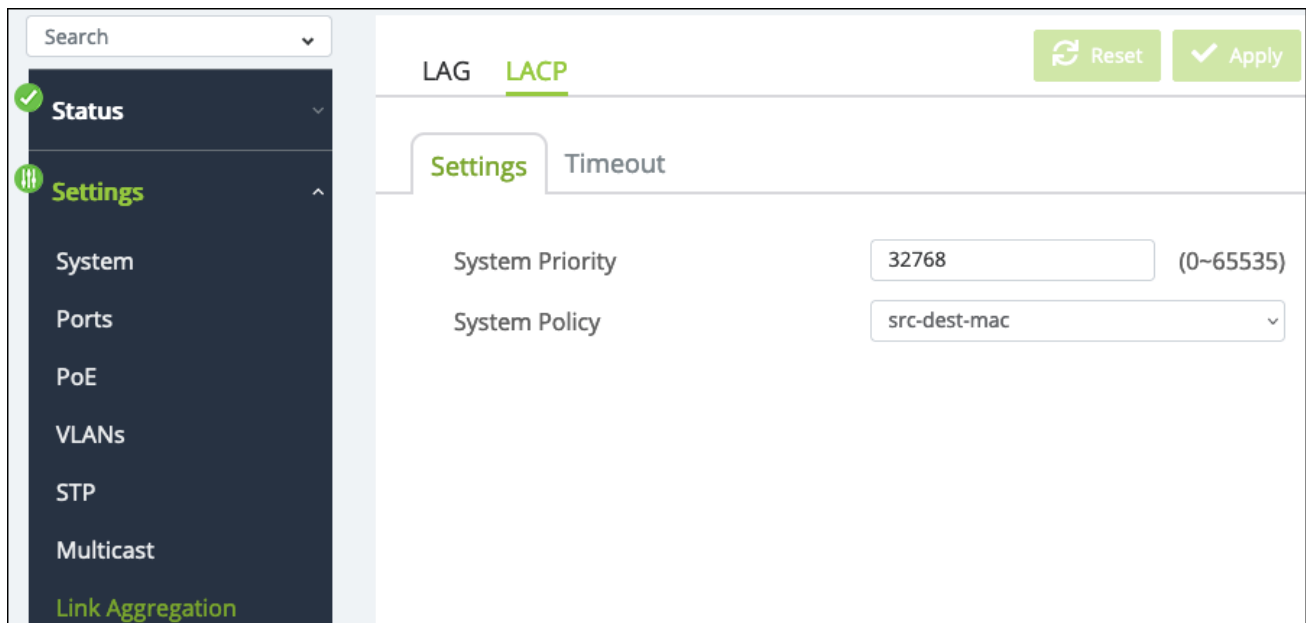 Search
Status
Settings
System
Ports
PoE
VLANs
STP
Multicast
Link Aggregation
LAG LACP
Reset Apply
Settings Timeout
System Priority 32768 (0~65535)
System Policy src-dest-mac